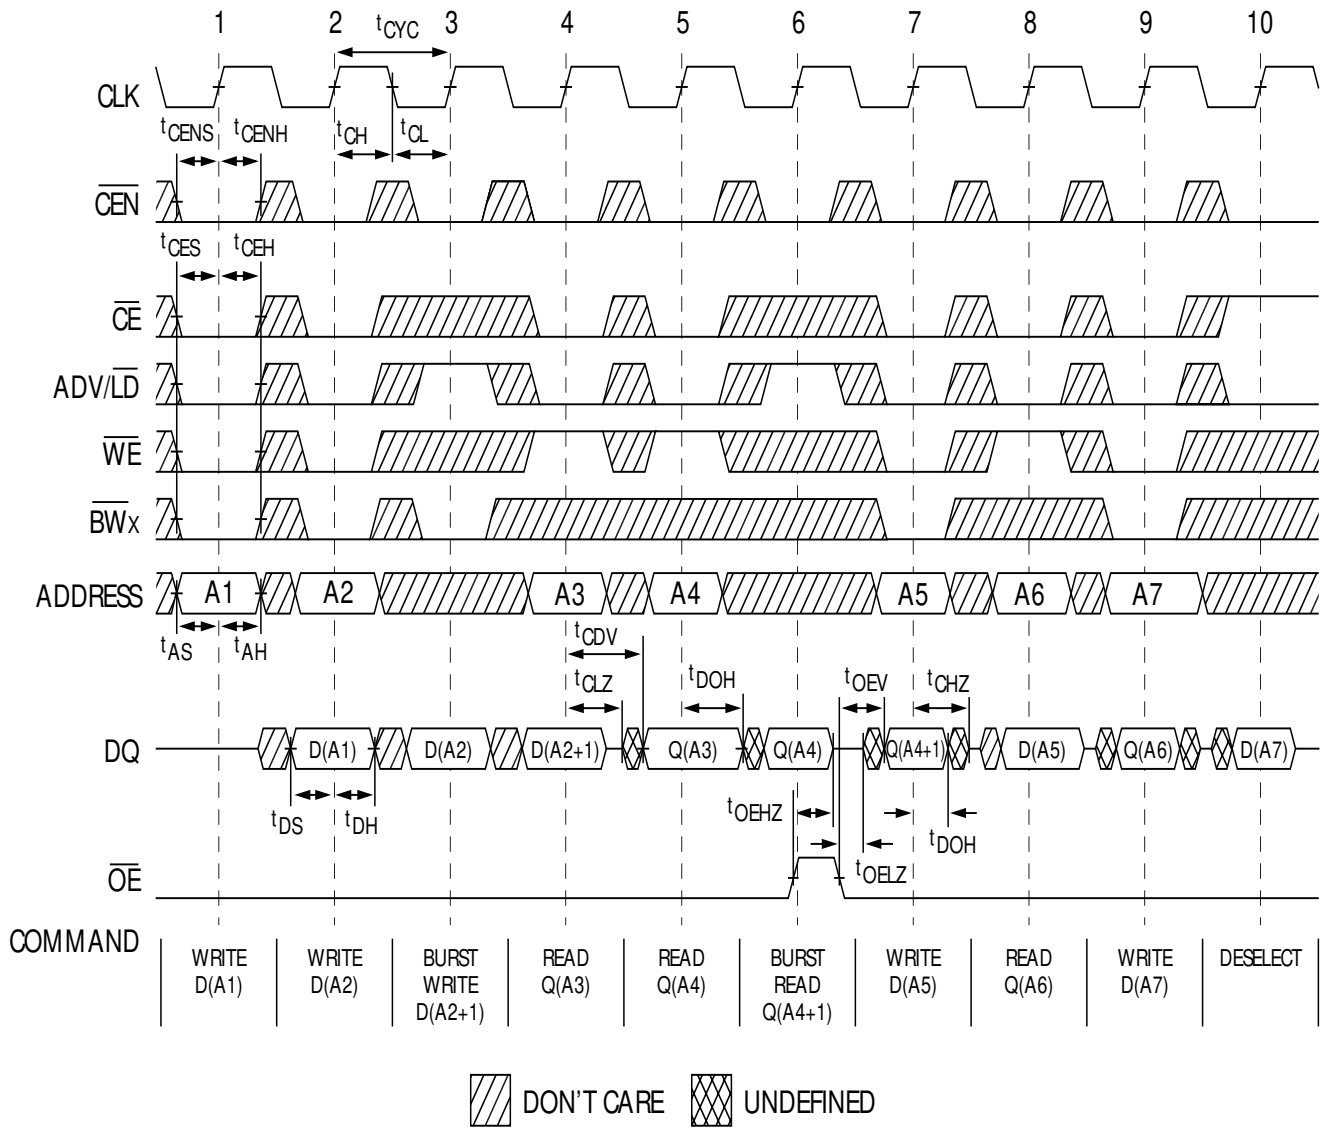 1 2 3 4 5 6 7 8 9 10
tCYC
CLK
tCENS tCENH tCH tCL
CEN
tCES tCEH
CE
ADV/LD
WE
BWx
ADDRESS A1 A2 A3 A4 A5 A6 A7
tAS tAH tCDV
tCLZ tDOH tOEV tCHZ
DQ D(A1) D(A2) D(A2+1) Q(A3) Q(A4) Q(A4+1) D(A5) Q(A6) D(A7)
tDS tDH tOEHZ tDOH
tOELZ
OE
COMMAND
WRITE WRITE BURST READ READ BURST WRITE READ WRITE DESELECT
D(A1) D(A2) WRITE Q(A3) Q(A4) READ D(A5) Q(A6) D(A7)
D(A2+1) Q(A4+1)
DON'T CARE UNDEFINED